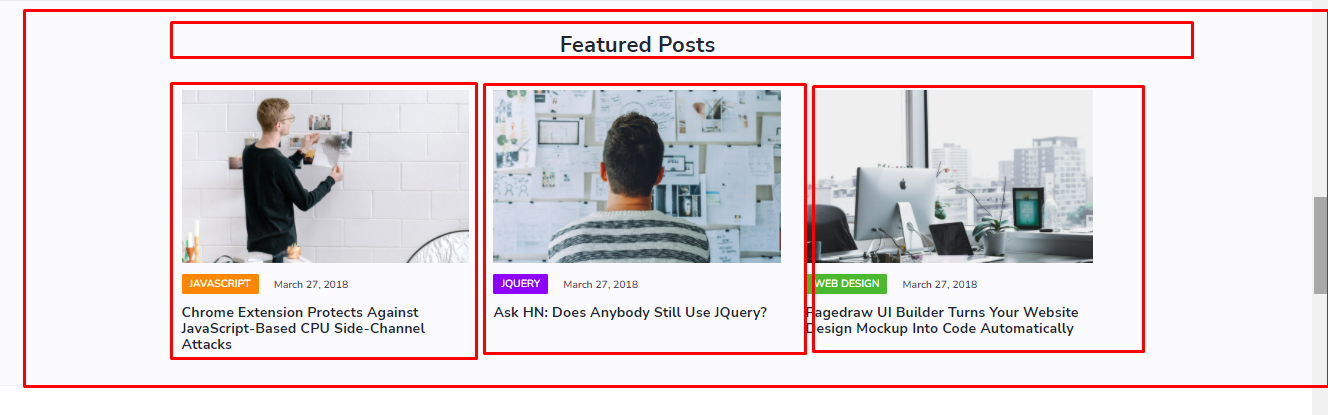 Featured Posts
JAVASCRIPT March 27, 2018
Chrome Extension Protects Against
JavaScript-Based CPU Side-Channel
Attacks
JQUERY March 27, 2018
Ask HN: Does Anybody Still Use JQuery?
WEB DESIGN March 27, 2018
Pagedraw UI Builder Turns Your Website
Design Mockup Into Code Automatically